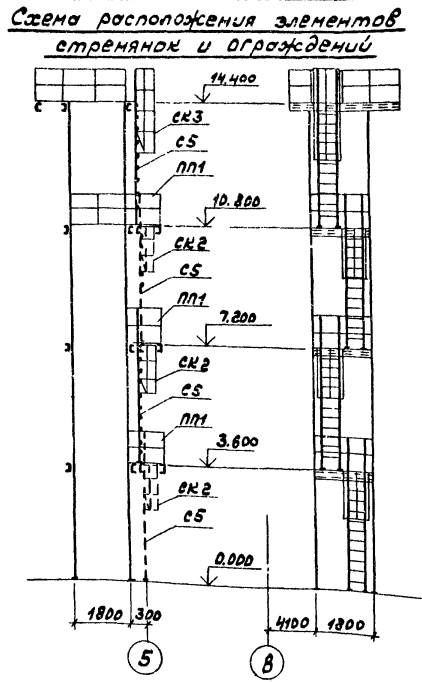 Схема расположения элементов
стремянок и ограждений
14.400
СК3
С5
ПП1
10.800
СК2
С5
ПП1
7.200
СК2
С5
ПП1
3.600
СК2
С5
0.000
1800 300 4100 1800
5 В